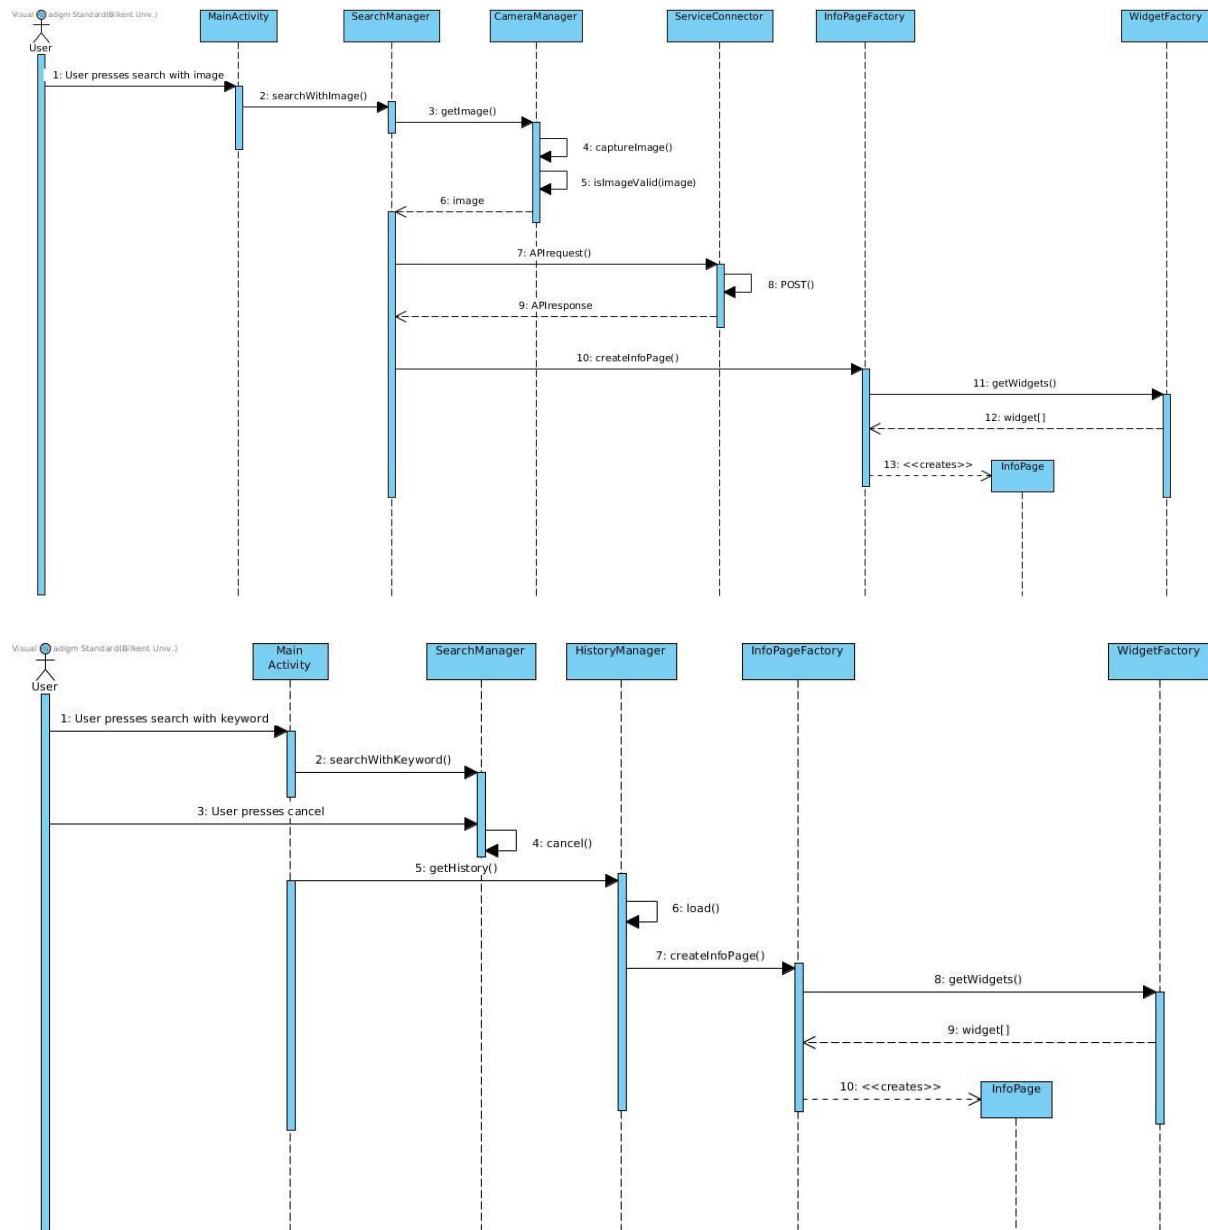 Visual Paradigm Standard(Bilkent Univ.)
User
MainActivity
SearchManager
CameraManager
ServiceConnector
InfoPageFactory
WidgetFactory
1: User presses search with image
2: searchWithImage()
3: getImage()
4: captureImage()
5: isImageValid(image)
6: image
7: APIrequest()
8: POST()
9: APIresponse
10: createInfoPage()
11: getWidgets()
12: widget[]
13: <<creates>>
InfoPage
Visual Paradigm Standard(Bilkent Univ.)
User
Main
Activity
SearchManager
HistoryManager
InfoPageFactory
WidgetFactory
1: User presses search with keyword
2: searchWithKeyword()
3: User presses cancel
4: cancel()
5: getHistory()
6: load()
7: createInfoPage()
8: getWidgets()
9: widget[]
10: <<creates>>
InfoPage